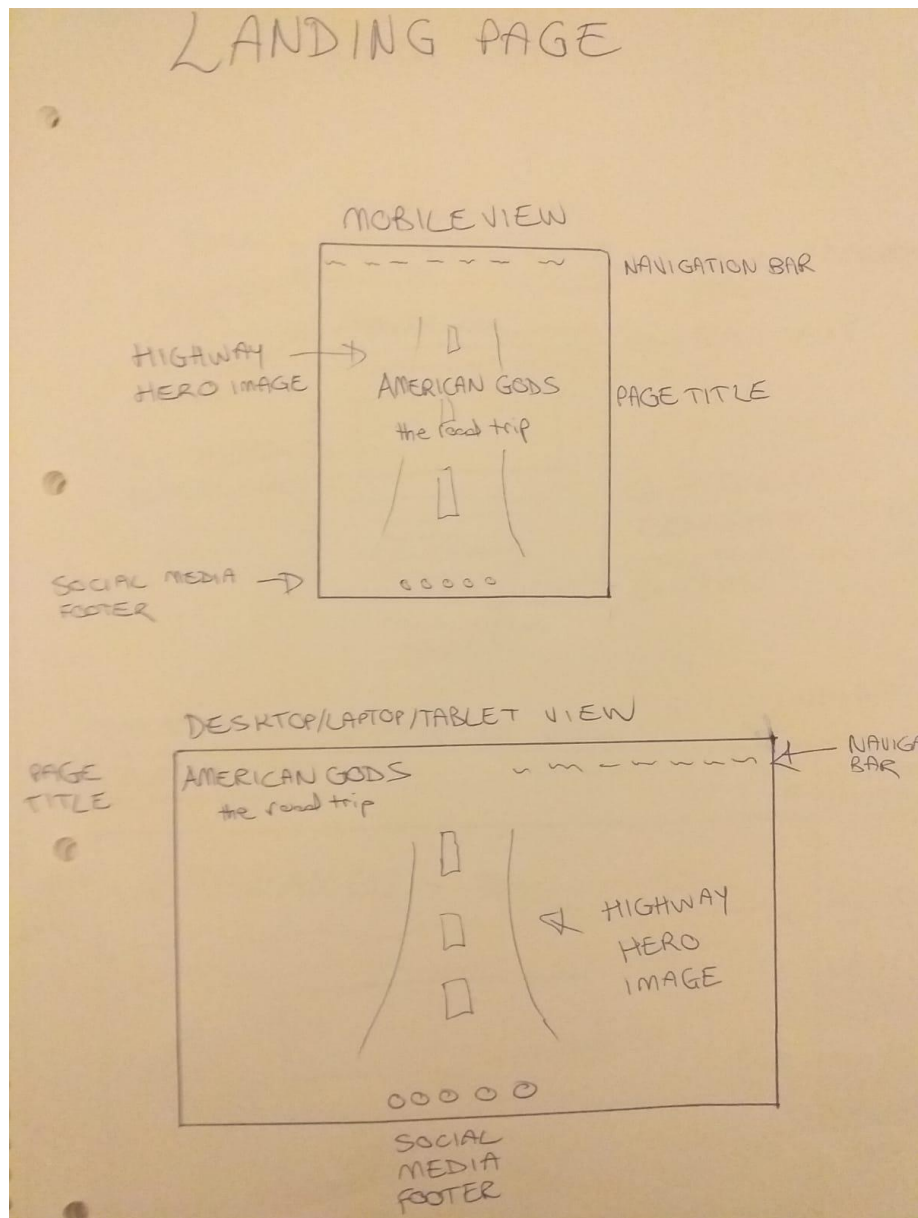 LANDING PAGE
MOBILE VIEW
NAVIGATION BAR
HIGHWAY
HERO IMAGE
AMERICAN GODS
the road trip
PAGE TITLE
SOCIAL MEDIA
FOOTER
DESKTOP/LAPTOP/TABLET VIEW
PAGE
TITLE
AMERICAN GODS
the road trip
NAVIGA
BAR
HIGHWAY
HERO
IMAGE
SOCIAL
MEDIA
FOOTER